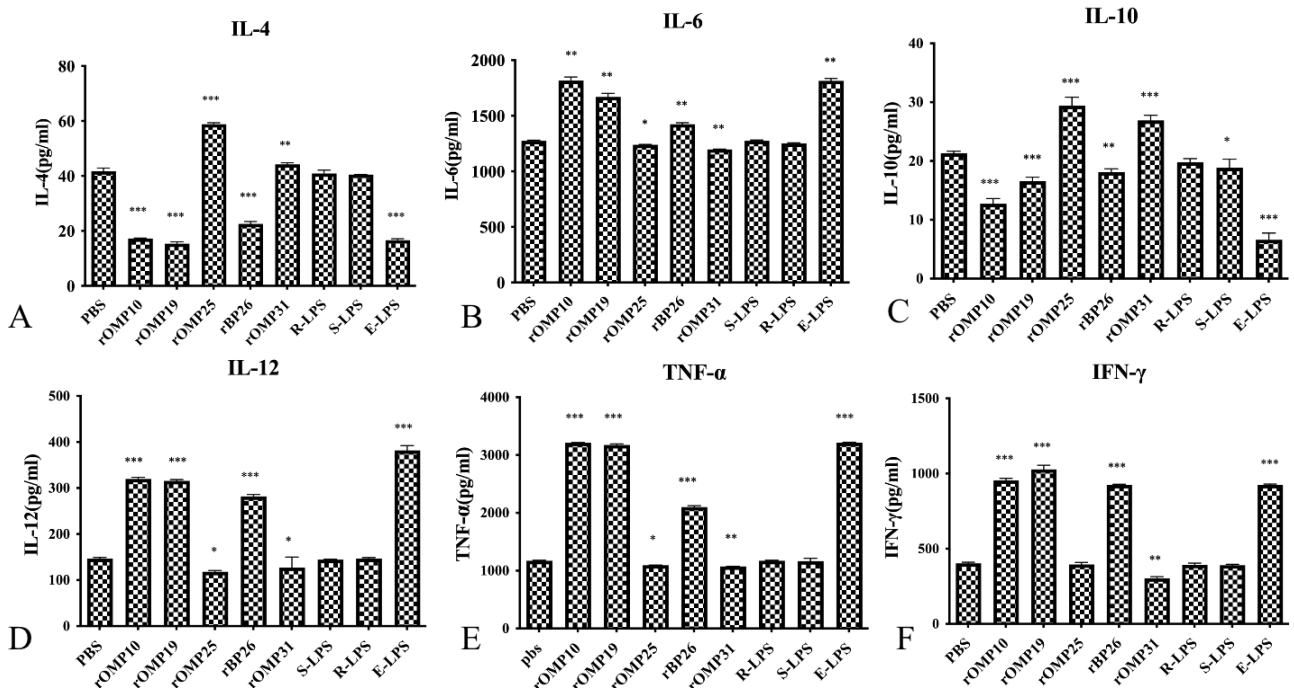 IL-4
IL-4(pg/ml)
80
60
40
20
0
***
***
***
***
**
***
PBS
rOMP10
rOMP19
rOMP25
rBP26
rOMP31
R-LPS
S-LPS
E-LPS
A
IL-6
IL-6(pg/ml)
2000
1500
1000
500
0
**
**
*
**
**
**
PBS
rOMP10
rOMP19
rOMP25
rBP26
rOMP31
S-LPS
R-LPS
E-LPS
B
IL-10
IL-10(pg/ml)
40
30
20
10
0
***
***
***
**
***
*
***
PBS
rOMP10
rOMP19
rOMP25
rBP26
rOMP31
R-LPS
S-LPS
E-LPS
C
IL-12
IL-12(pg/ml)
500
400
300
200
100
0
***
***
*
***
*
***
PBS
rOMP10
rOMP19
rOMP25
rBP26
rOMP31
S-LPS
R-LPS
E-LPS
D
TNF-α
TNF-α(pg/ml)
4000
3000
2000
1000
0
***
***
*
***
**
***
pbs
rOMP10
rOMP19
rOMP25
rBP26
rOMP31
R-LPS
S-LPS
E-LPS
E
IFN-γ
IFN-γ(pg/ml)
1500
1000
500
0
***
***
***
**
***
PBS
rOMP10
rOMP19
rOMP25
rBP26
rOMP31
R-LPS
S-LPS
E-LPS
F